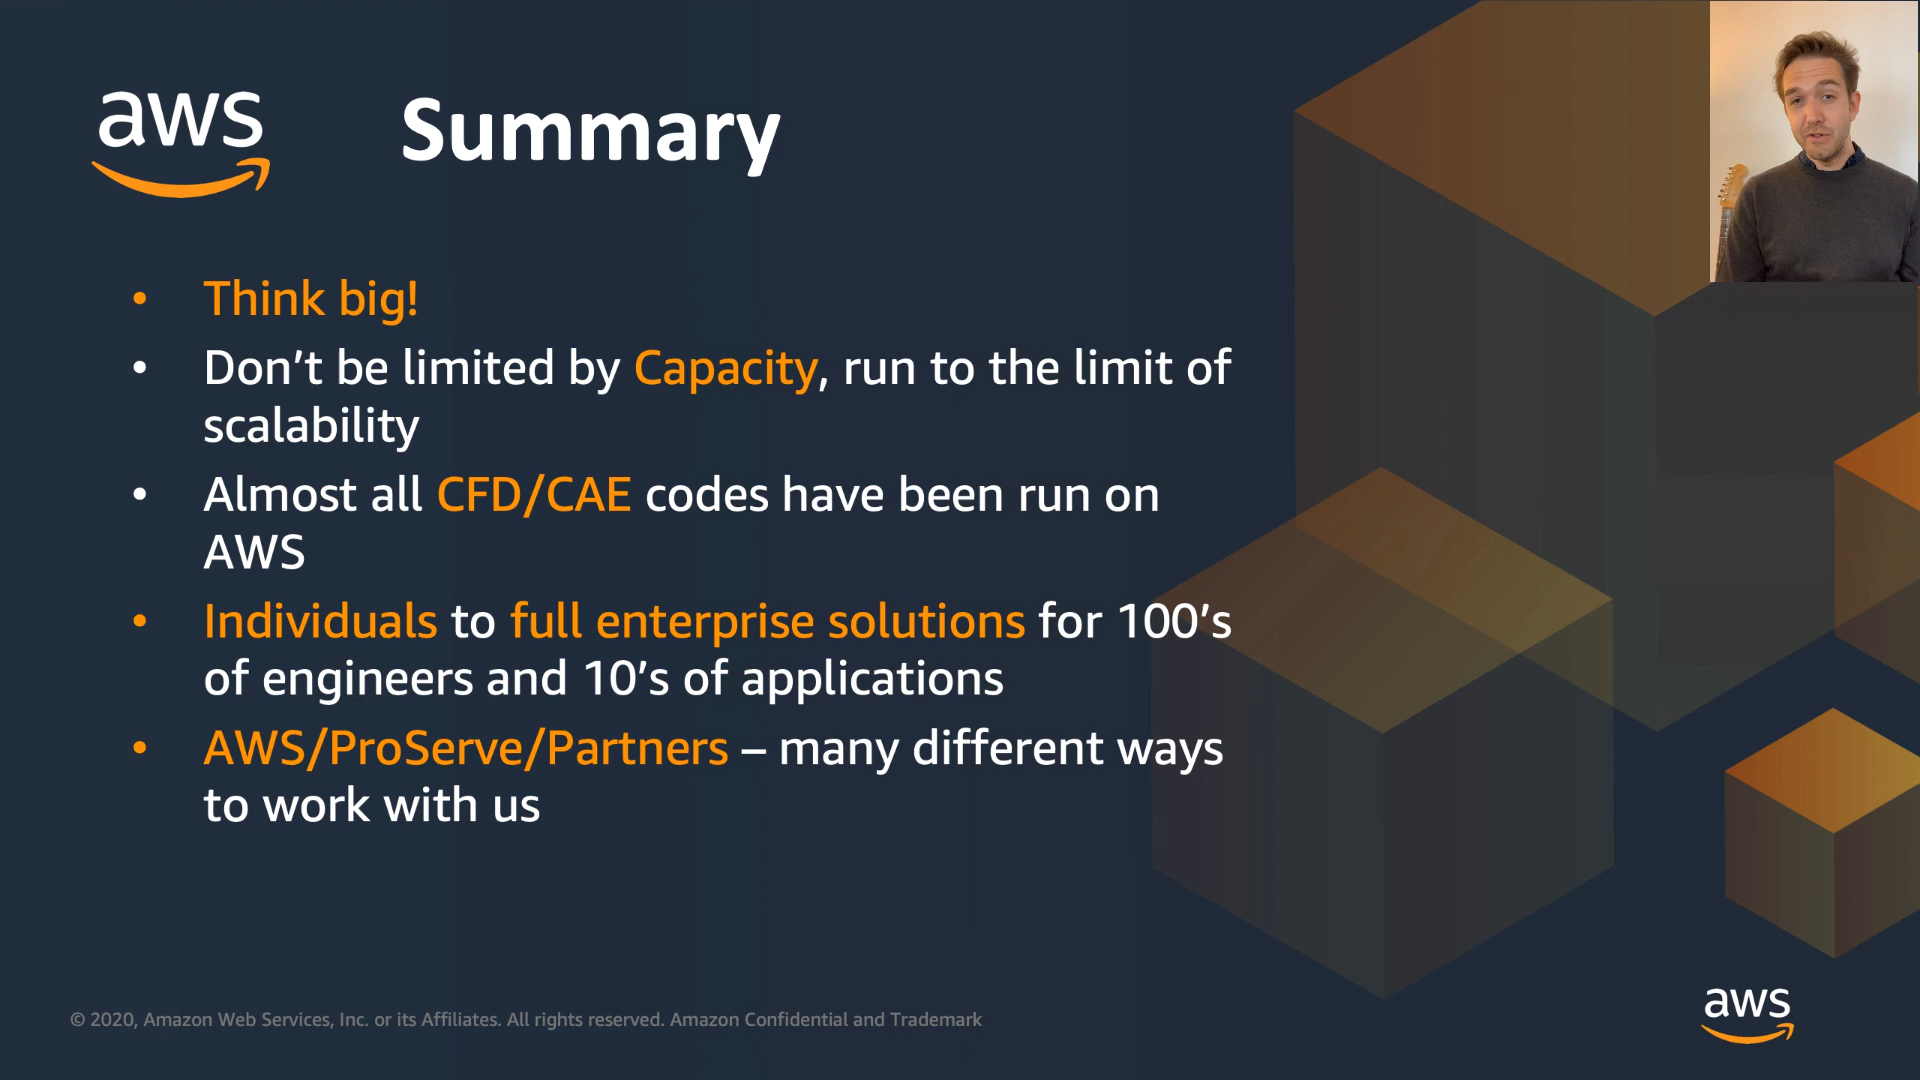 aws
Summary
• Think big!
• Don’t be limited by Capacity, run to the limit of
scalability
• Almost all CFD/CAE codes have been run on
AWS
• Individuals to full enterprise solutions for 100’s
of engineers and 10’s of applications
• AWS/ProServe/Partners – many different ways
to work with us
© 2020, Amazon Web Services, Inc. or its Affiliates. All rights reserved. Amazon Confidential and Trademark
aws